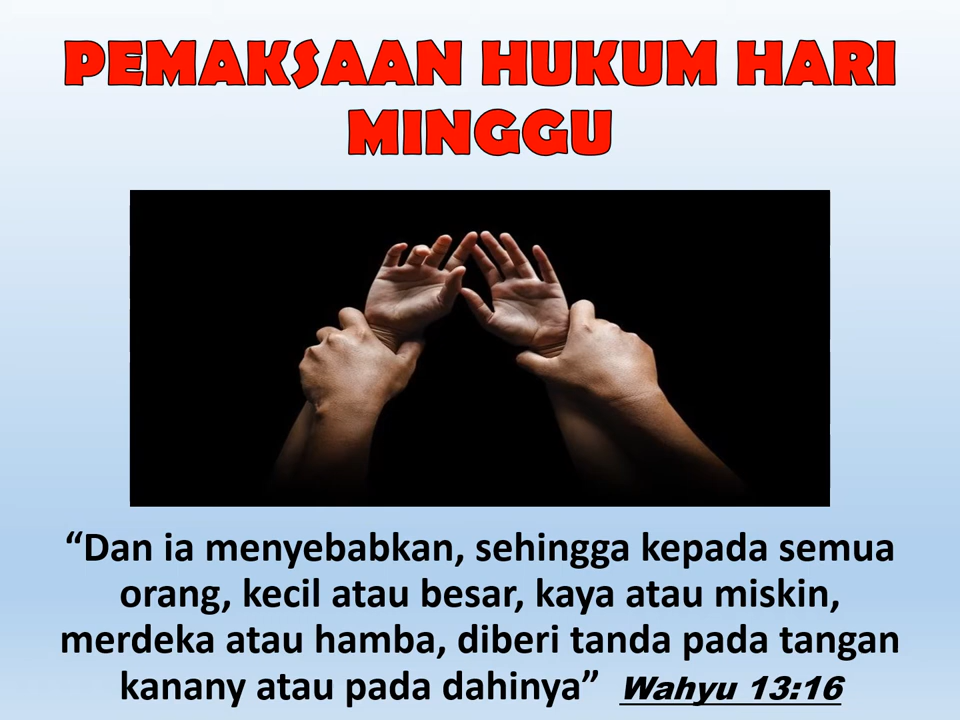 PEMAKSAAN HUKUM HARI
MINGGU
“Dan ia menyebabkan, sehingga kepada semua
orang, kecil atau besar, kaya atau miskin,
merdeka atau hamba, diberi tanda pada tangan
kanany atau pada dahinya” Wahyu 13:16